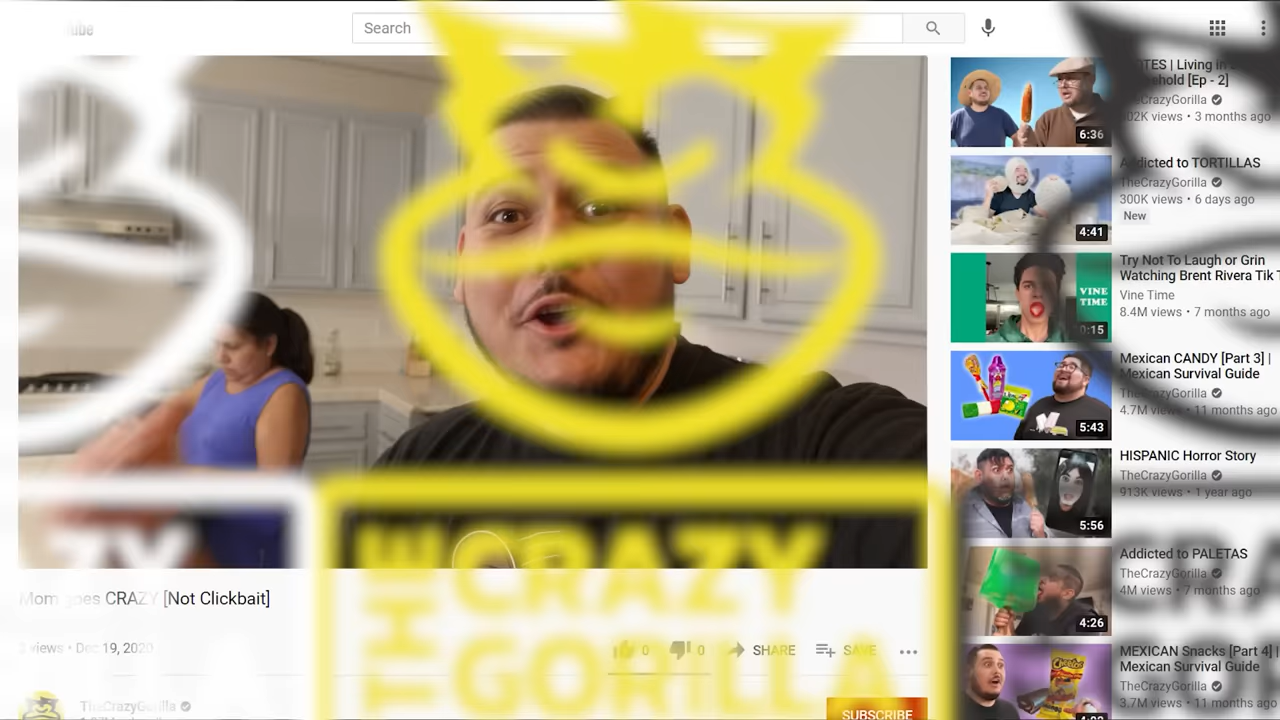 Search
Mom goes CRAZY [Not Clickbait]
views • Dec 19, 2020
0
0
SHARE
SAVE
TheCrazyGorilla
SUBSCRIBE
THE
CRAZY
GORILLA
ZY
| Living in
[Ep - 2]
TheCrazyGorilla
views • 3 months ago
6:36
Addicted to TORTILLAS
TheCrazyGorilla
300K views • 6 days ago
New
4:41
Try Not To Laugh or Grin
Watching Brent Rivera Tik T
Vine Time
8.4M views • 7 months ago
VINE
TIME
0:15
Mexican CANDY [Part 3] |
Mexican Survival Guide
TheCrazyGorilla
4.7M views • 11 months ago
5:43
HISPANIC Horror Story
TheCrazyGorilla
913K views • 1 year ago
5:56
Addicted to PALETAS
TheCrazyGorilla
4M views • 7 months ago
4:26
MEXICAN Snacks [Part 4] |
Mexican Survival Guide
TheCrazyGorilla
3.7M views • 11 months ago
Cheetos